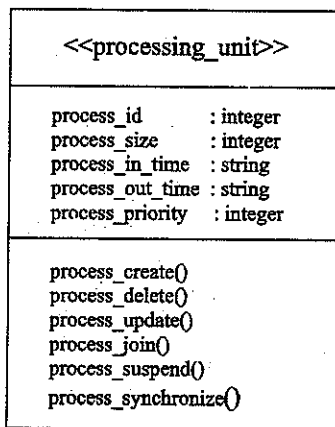 <<processing_unit>>
process_id : integer
process_size : integer
process_in_time : string
process_out_time : string
process_priority : integer
process_create()
process_delete()
process_update()
process_join()
process_suspend()
process_synchronize()